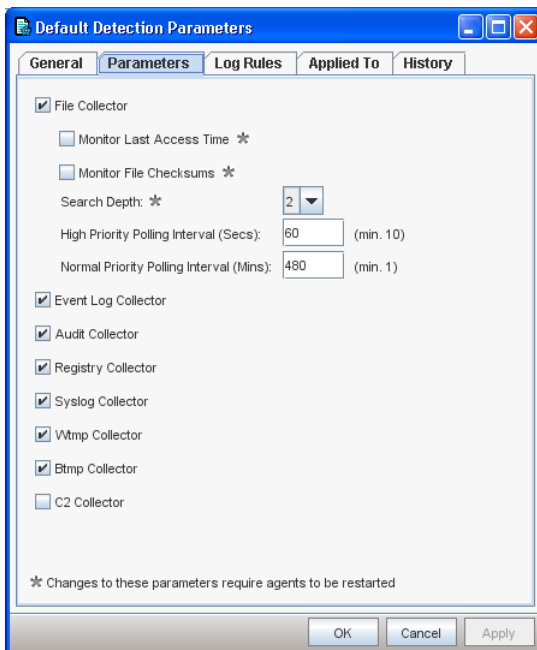 Default Detection Parameters
General Parameters Log Rules Applied To History
File Collector
Monitor Last Access Time *
Monitor File Checksums *
Search Depth: * 2
High Priority Polling Interval (Secs): 60 (min. 10)
Normal Priority Polling Interval (Mins): 480 (min. 1)
Event Log Collector
Audit Collector
Registry Collector
Syslog Collector
Wtmp Collector
Btmp Collector
C2 Collector
* Changes to these parameters require agents to be restarted
OK Cancel Apply